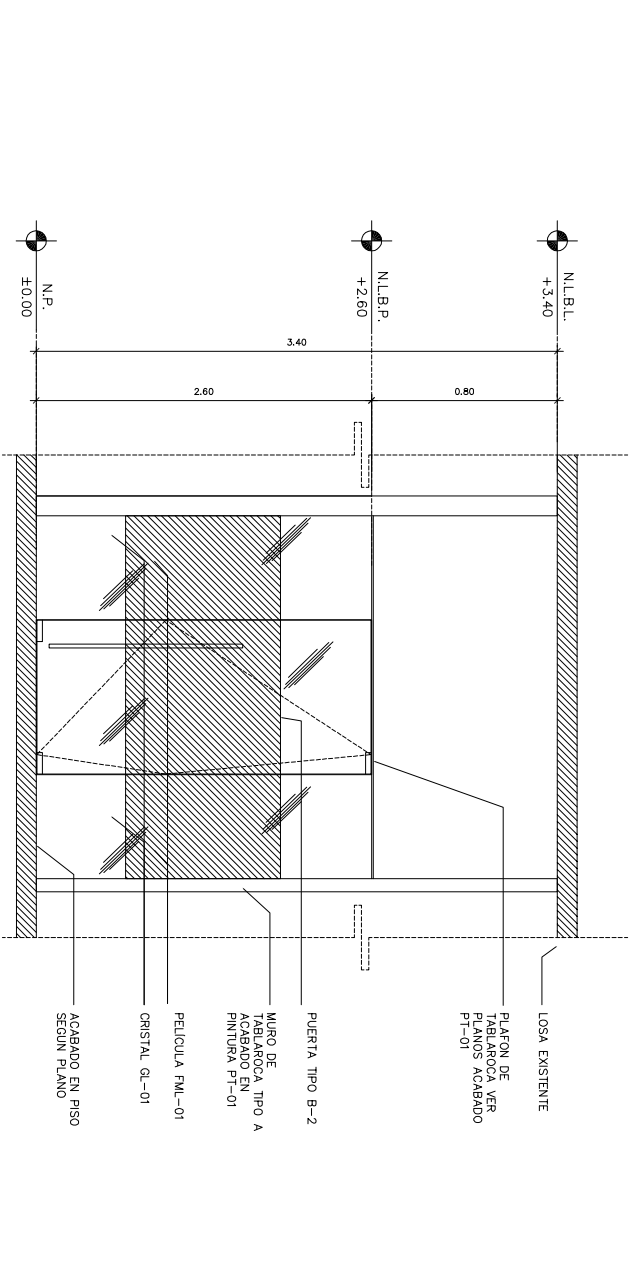 N.L.B.L.
+3.40
N.L.B.P.
+2.60
N.P.
±0.00
3.40
0.80
2.60
LOSA EXISTENTE
PLAFON DE
TABLAROCA VER
PLANOS ACABADO
PT-01
PUERTA TIPO B-2
MURO DE
TABLAROCA TIPO A
ACABADO EN
PINTURA PT-01
PELÍCULA FML-01
CRISTAL GL-01
ACABADO EN PISO
SEGUN PLANO